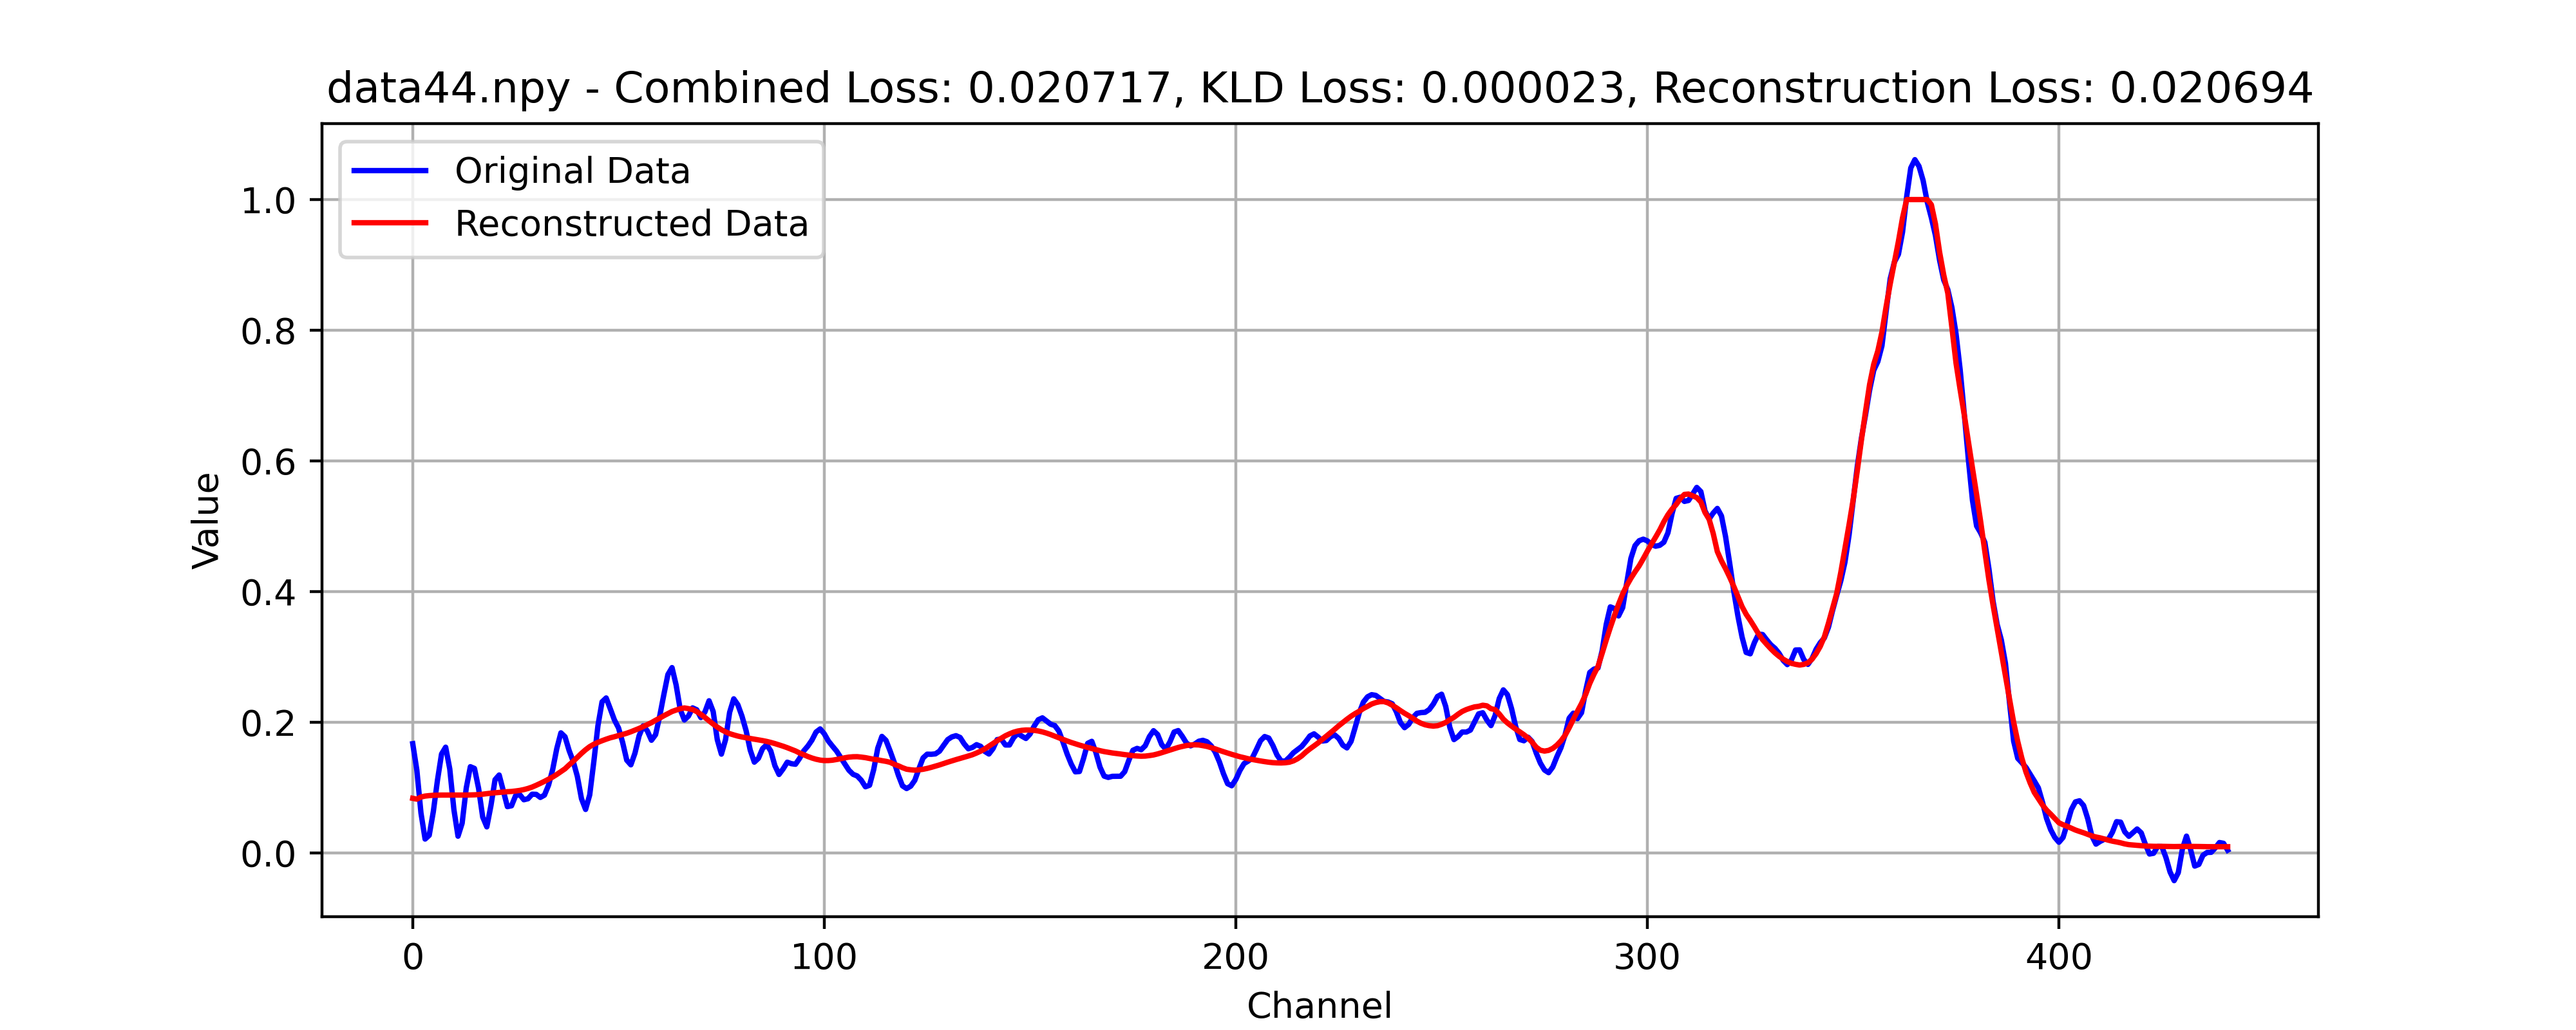 data44.npy - Combined Loss: 0.020717, KLD Loss: 0.000023, Reconstruction Loss: 0.020694
Original Data
Reconstructed Data
1.0
0.8
0.6
0.4
0.2
0.0
Value
0 100 200 300 400
Channel